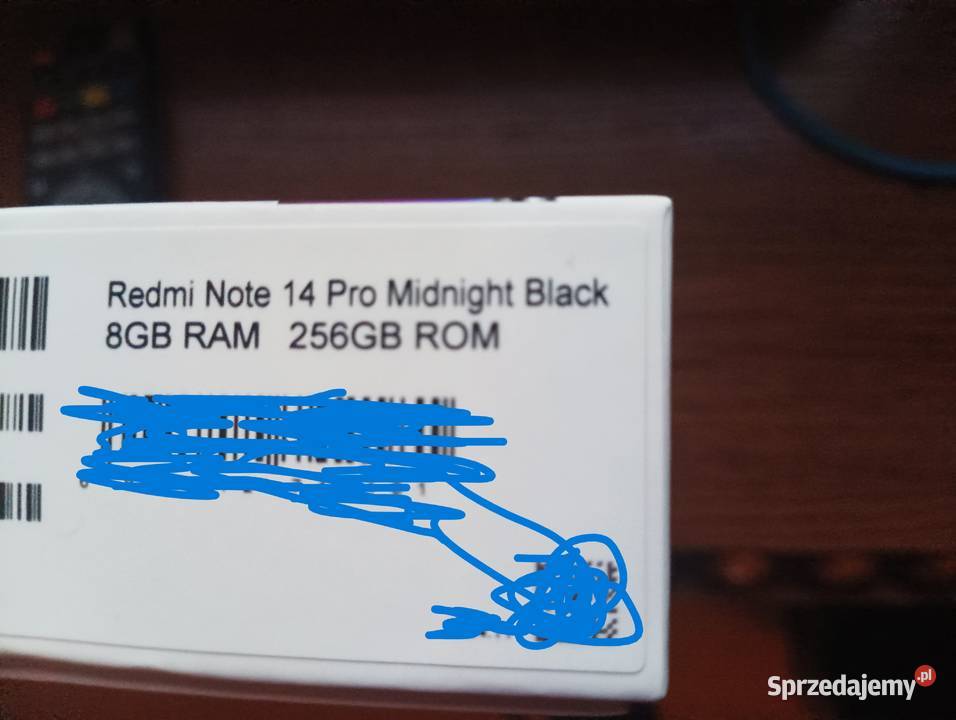 Redmi Note 14 Pro Midnight Black
8GB RAM 256GB ROM
Sprzedajemy.pl